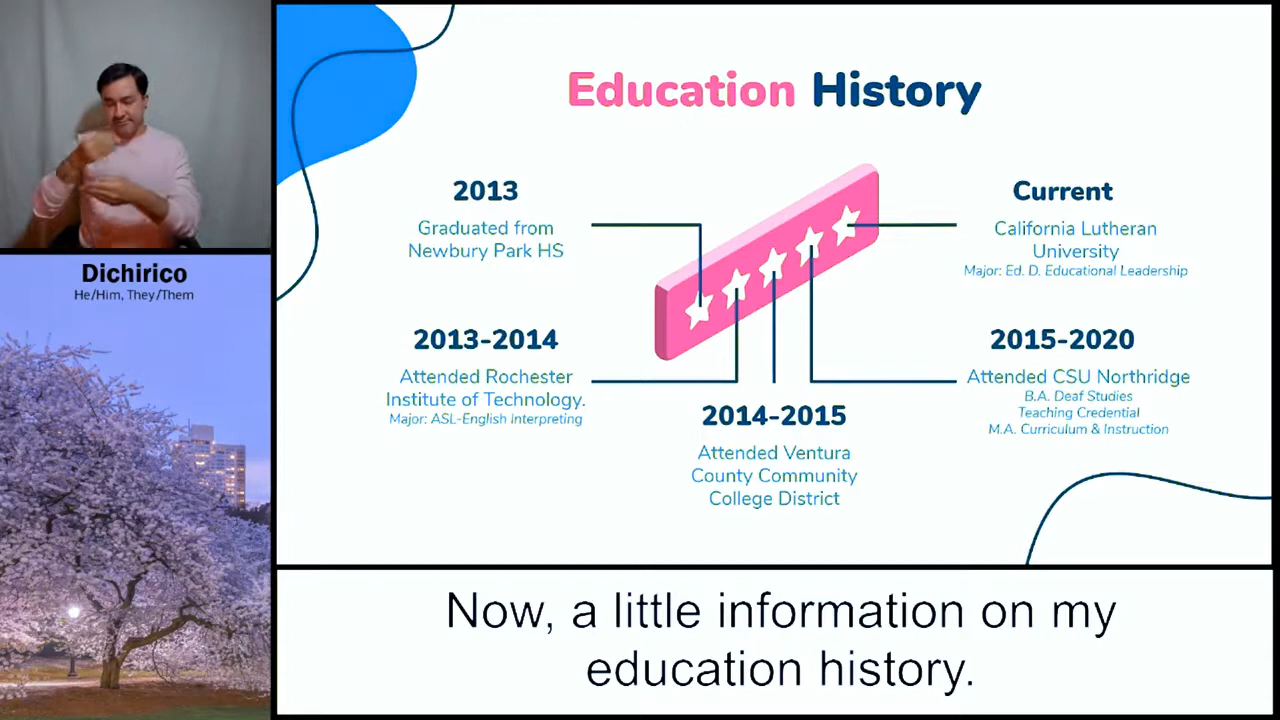 Education History
2013
Graduated from
Newbury Park HS
2013-2014
Attended Rochester
Institute of Technology.
Major: ASL-English Interpreting
2014-2015
Attended Ventura
County Community
College District
2015-2020
Attended CSU Northridge
B.A. Deaf Studies
Teaching Credential
M.A. Curriculum & Instruction
Current
California Lutheran
University
Major: Ed. D. Educational Leadership
Dichirico
He/Him, They/Them
Now, a little information on my
education history.